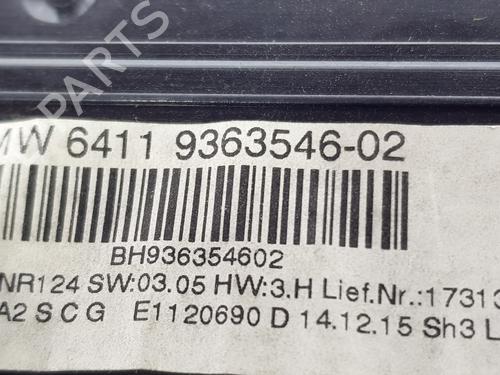 MW 6411 9363546-02
BH936354602
NR124 SW:03.05 HW:3.H Lief.Nr.:17313
A2 S C G E1120690 D 14.12.15 Sh3 L